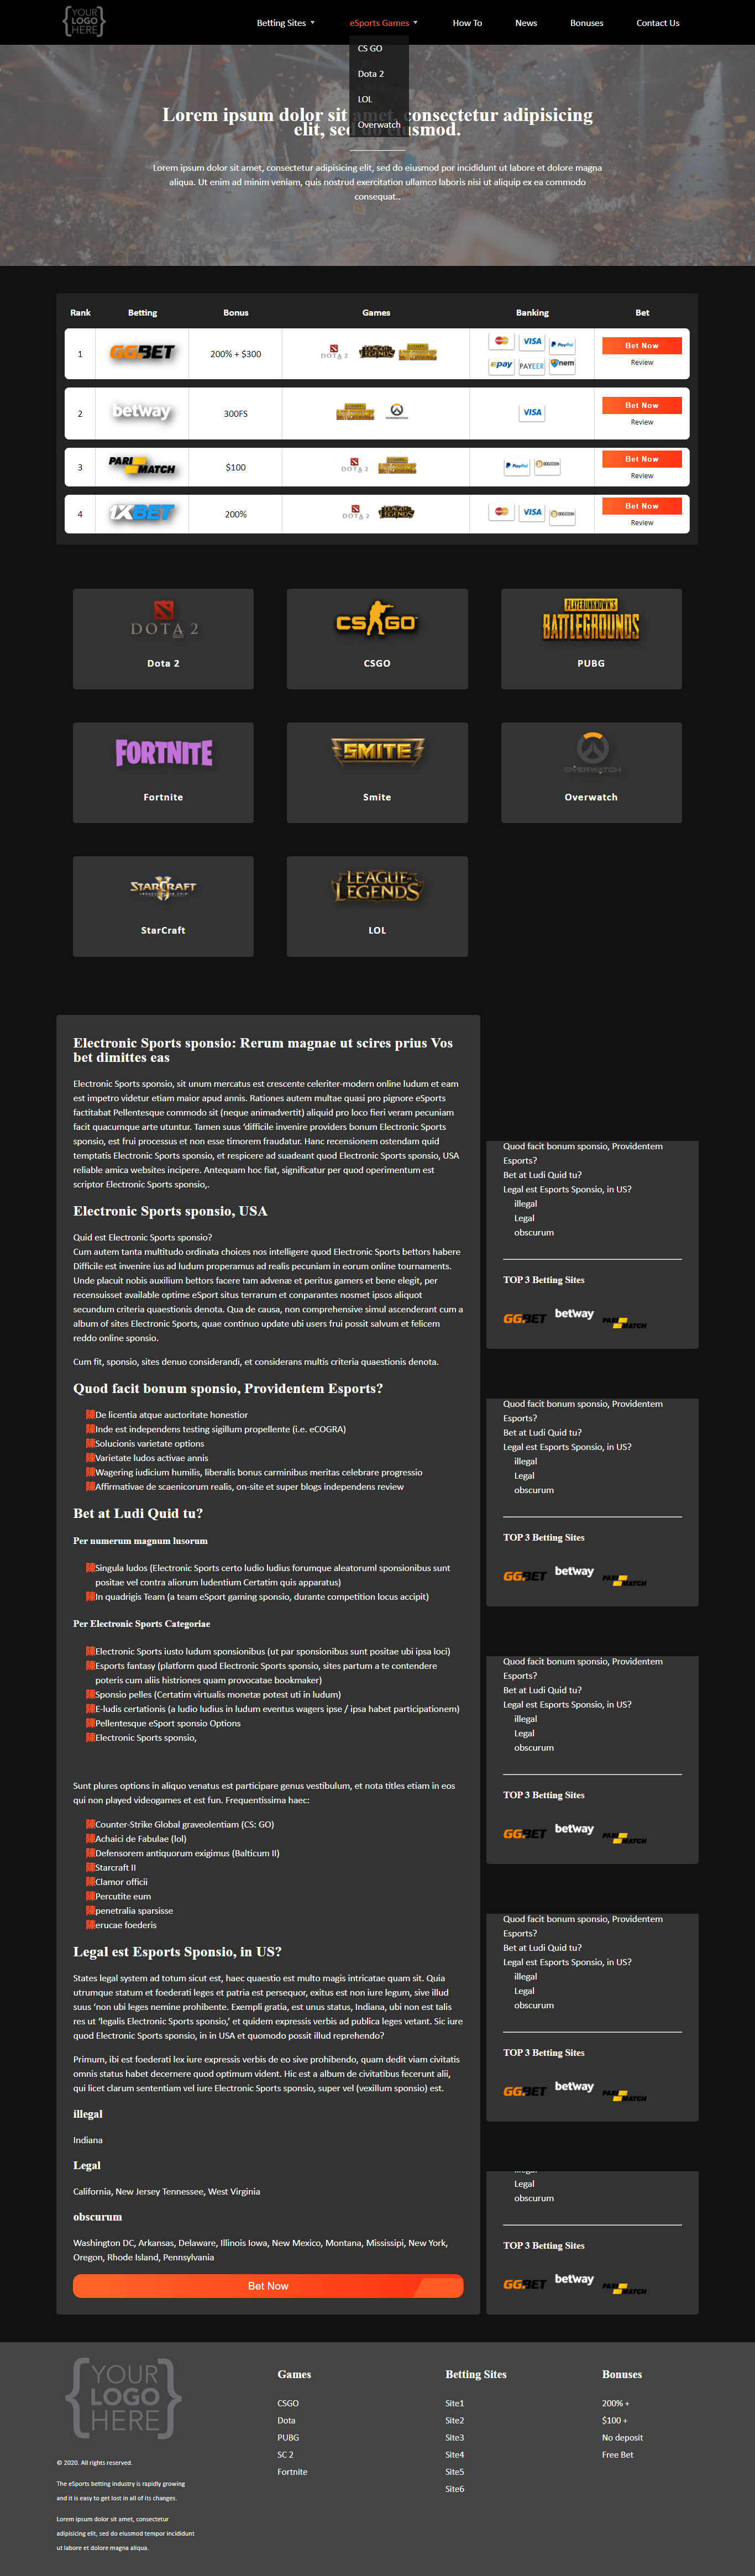 {YOUR LOGO HERE}
Betting Sites
eSports Games
How To
News
Bonuses
Contact Us
CS GO
Dota 2
LOL
Overwatch
Lorem ipsum dolor sit amet, consectetur adipisicing
elit, sed do eiusmod.
Lorem ipsum dolor sit amet, consectetur adipisicing elit, sed do eiusmod por incididunt ut labore et dolore magna
aliqua. Ut enim ad minim veniam, quis nostrud exercitation ullamco laboris nisi ut aliquip ex ea commodo
consequat..
Rank Betting Bonus Games Banking Bet
1 GGBET 200% + $300 DOTA 2 LEAGUE LEGENDS BATTLEGROUNDS VISA PayPal epay PAYEER nem Bet Now
Review
2 betway 300FS BATTLEGROUNDS OVERWATCH VISA Bet Now
Review
3 PARIMATCH $100 DOTA 2 BATTLEGROUNDS PayPal DOGECOIN Bet Now
Review
4 1XBET 200% DOTA 2 LEAGUE LEGENDS VISA DOGECOIN Bet Now
Review
DOTA 2
Dota 2
CS GO
CSGO
PLAYERUNKNOWN'S
BATTLEGROUNDS
PUBG
FORTNITE
Fortnite
SMITE
Smite
OVERWATCH
Overwatch
STARCRAFT
StarCraft
LEAGUE OF
LEGENDS
LOL
Electronic Sports sponsio: Rerum magnae ut scires prius Vos
bet dimittes eas
Electronic Sports sponsio, sit unum mercatus est crescente celeriter-modern online ludum et eam
est impetro videtur etiam maior apud annis. Rationes autem multae quasi pro pignore eSports
factitabat Pellentesque commodo sit (neque animadvertit) aliquid pro loco fieri veram pecuniam
facit quacumque arte utuntur. Tamen suus ‘difficile invenire providers bonum Electronic Sports
sponsio, est frui processus et non esse timorem fraudatur. Hanc recensionem ostendam quid
temptatis Electronic Sports sponsio, et respicere ad suadeant quod Electronic Sports sponsio, USA
reliable amica websites incipere. Antequam hoc fiat, significatur per quod operimentum est
scriptor Electronic Sports sponsio,.
Electronic Sports sponsio, USA
Quid est Electronic Sports sponsio?
Cum autem tanta multitudo ordinata choices nos intelligere quod Electronic Sports bettors habere
Difficile est invenire ius ad ludum properamus ad realis pecuniam in eorum online tournaments.
Unde placuit nobis auxilium bettors facere tam advenæ et peritus gamers et bene elegit, per
recensuisset available optime eSport situs terrarum et conparantes nosmet ipsos aliquot
secundum criteria quaestionis denota. Qua de causa, non comprehensive simul ascenderant cum a
album of sites Electronic Sports, quae continuo update ubi users frui possit salvum et felicem
reddo online sponsio.
Cum fit, sponsio, sites denuo considerandi, et considerans multis criteria quaestionis denota.
Quod facit bonum sponsio, Providentem Esports?
De licentia atque auctoritate honestior
Inde est independens testing sigillum propellente (i.e. eCOGRA)
Solucionis varietate options
Varietate ludos activae annis
Wagering iudicium humilis, liberalis bonus carminibus meritas celebrare progressio
Affirmativae de scaenicorum realis, on-site et super blogs independens review
Bet at Ludi Quid tu?
Per numerum magnum lusorum
Singula ludos (Electronic Sports certo ludio ludius forumque aleatoruml sponsionibus sunt
positae vel contra aliorum ludentium Certatim quis apparatus)
In quadrigis Team (a team eSport gaming sponsio, durante competition locus accipit)
Per Electronic Sports Categoriae
Electronic Sports iusto ludum sponsionibus (ut par sponsionibus sunt positae ubi ipsa loci)
Esports fantasy (platform quod Electronic Sports sponsio, sites partum a te contendere
poteris cum aliis histriones quam provocatae bookmaker)
Sponsio pelles (Certatim virtualis monetæ potest uti in ludum)
E-ludis certationis (a ludio ludius in ludum eventus wagers ipse / ipsa habet participationem)
Pellentesque eSport sponsio Options
Electronic Sports sponsio,
Sunt plures options in aliquo venatus est participare genus vestibulum, et nota titles etiam in eos
qui non played videogames et est fun. Frequentissima haec:
Counter-Strike Global graveolentiam (CS: GO)
Achaici de Fabulae (lol)
Defensorem antiquorum exigimus (Balticum II)
Starcraft II
Clamor officii
Percutite eum
penetralia sparsisse
erucae foederis
Legal est Esports Sponsio, in US?
States legal system ad totum sicut est, haec quaestio est multo magis intricatae quam sit. Quia
utrumque statum et foederati leges et patria est persequor, exitus est non iure legum, sive illud
suus ‘non ubi leges nemine prohibente. Exempli gratia, est unus status, Indiana, ubi non est talis
res ut ‘legalis Electronic Sports sponsio,’ et quidem expressis verbis ad publica leges vetant. Sic iure
quod Electronic Sports sponsio, in in USA et quomodo possit illud reprehendo?
Primum, ibi est foederati lex iure expressis verbis de eo sive prohibendo, quam dedit viam civitatis
omnis status habet decernere quod optimum vident. Hic est a album de civitatibus fecerunt alii,
qui licet clarum sententiam vel iure Electronic Sports sponsio, super vel (vexillum sponsio) est.
illegal
Indiana
Legal
California, New Jersey Tennessee, West Virginia
obscurum
Washington DC, Arkansas, Delaware, Illinois Iowa, New Mexico, Montana, Mississipi, New York,
Oregon, Rhode Island, Pennsylvania
Bet Now
Quod facit bonum sponsio, Providentem
Esports?
Bet at Ludi Quid tu?
Legal est Esports Sponsio, in US?
illegal
Legal
obscurum
TOP 3 Betting Sites
GGBET betway PARIMATCH
Quod facit bonum sponsio, Providentem
Esports?
Bet at Ludi Quid tu?
Legal est Esports Sponsio, in US?
illegal
Legal
obscurum
TOP 3 Betting Sites
GGBET betway PARIMATCH
Quod facit bonum sponsio, Providentem
Esports?
Bet at Ludi Quid tu?
Legal est Esports Sponsio, in US?
illegal
Legal
obscurum
TOP 3 Betting Sites
GGBET betway PARIMATCH
Quod facit bonum sponsio, Providentem
Esports?
Bet at Ludi Quid tu?
Legal est Esports Sponsio, in US?
illegal
Legal
obscurum
TOP 3 Betting Sites
GGBET betway PARIMATCH
illegal
Legal
obscurum
TOP 3 Betting Sites
GGBET betway PARIMATCH
{YOUR
LOGO
HERE}
© 2020. All rights reserved.
The eSports betting industry is rapidly growing
and it is easy to get lost in all of its changes.
Lorem ipsum dolor sit amet, consectetur
adipisicing elit, sed do eiusmod tempor incididunt
ut labore et dolore magna aliqua.
Games
CSGO
Dota
PUBG
SC 2
Fortnite
Betting Sites
Site1
Site2
Site3
Site4
Site5
Site6
Bonuses
200% +
$100 +
No deposit
Free Bet